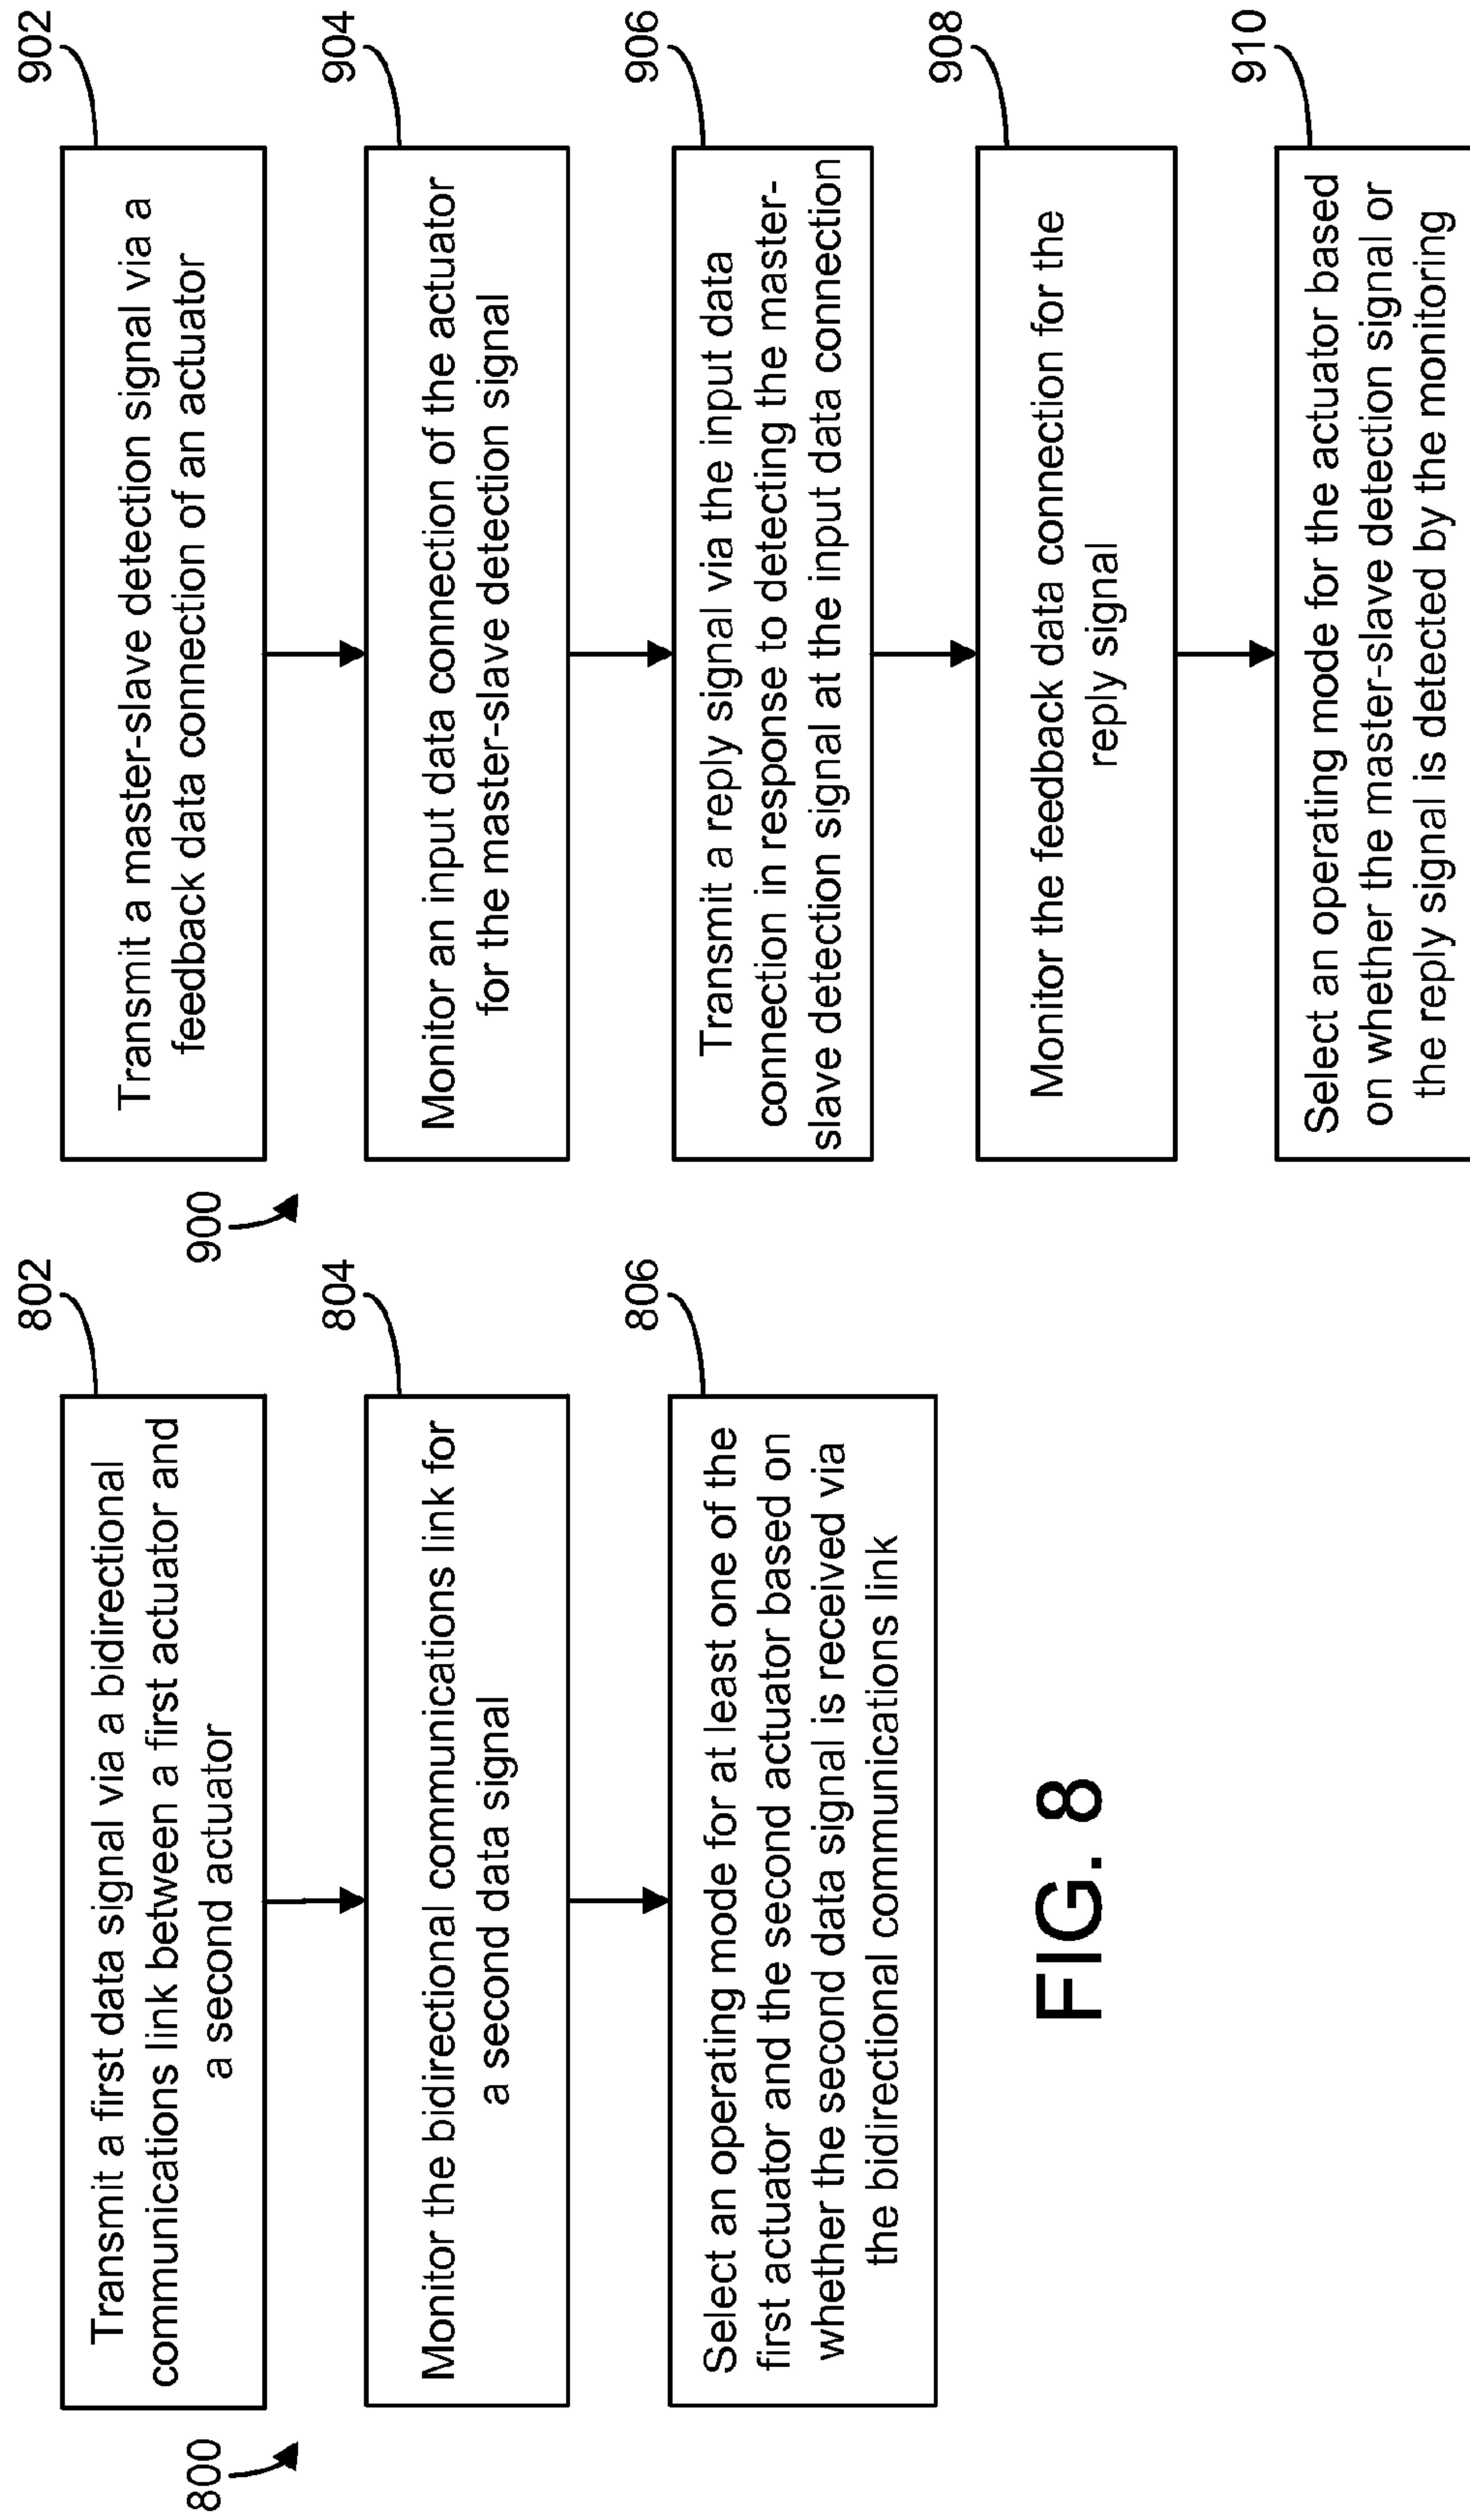 800
802
Transmit a first data signal via a bidirectional
communications link between a first actuator and
a second actuator
804
Monitor the bidirectional communications link for
a second data signal
806
Select an operating mode for at least one of the
first actuator and the second actuator based on
whether the second data signal is received via
the bidirectional communications link
FIG. 8
900
902
Transmit a master-slave detection signal via a
feedback data connection of an actuator
904
Monitor an input data connection of the actuator
for the master-slave detection signal
906
Transmit a reply signal via the input data
connection in response to detecting the master-
slave detection signal at the input data connection
908
Monitor the feedback data connection for the
reply signal
910
Select an operating mode for the actuator based
on whether the master-slave detection signal or
the reply signal is detected by the monitoring